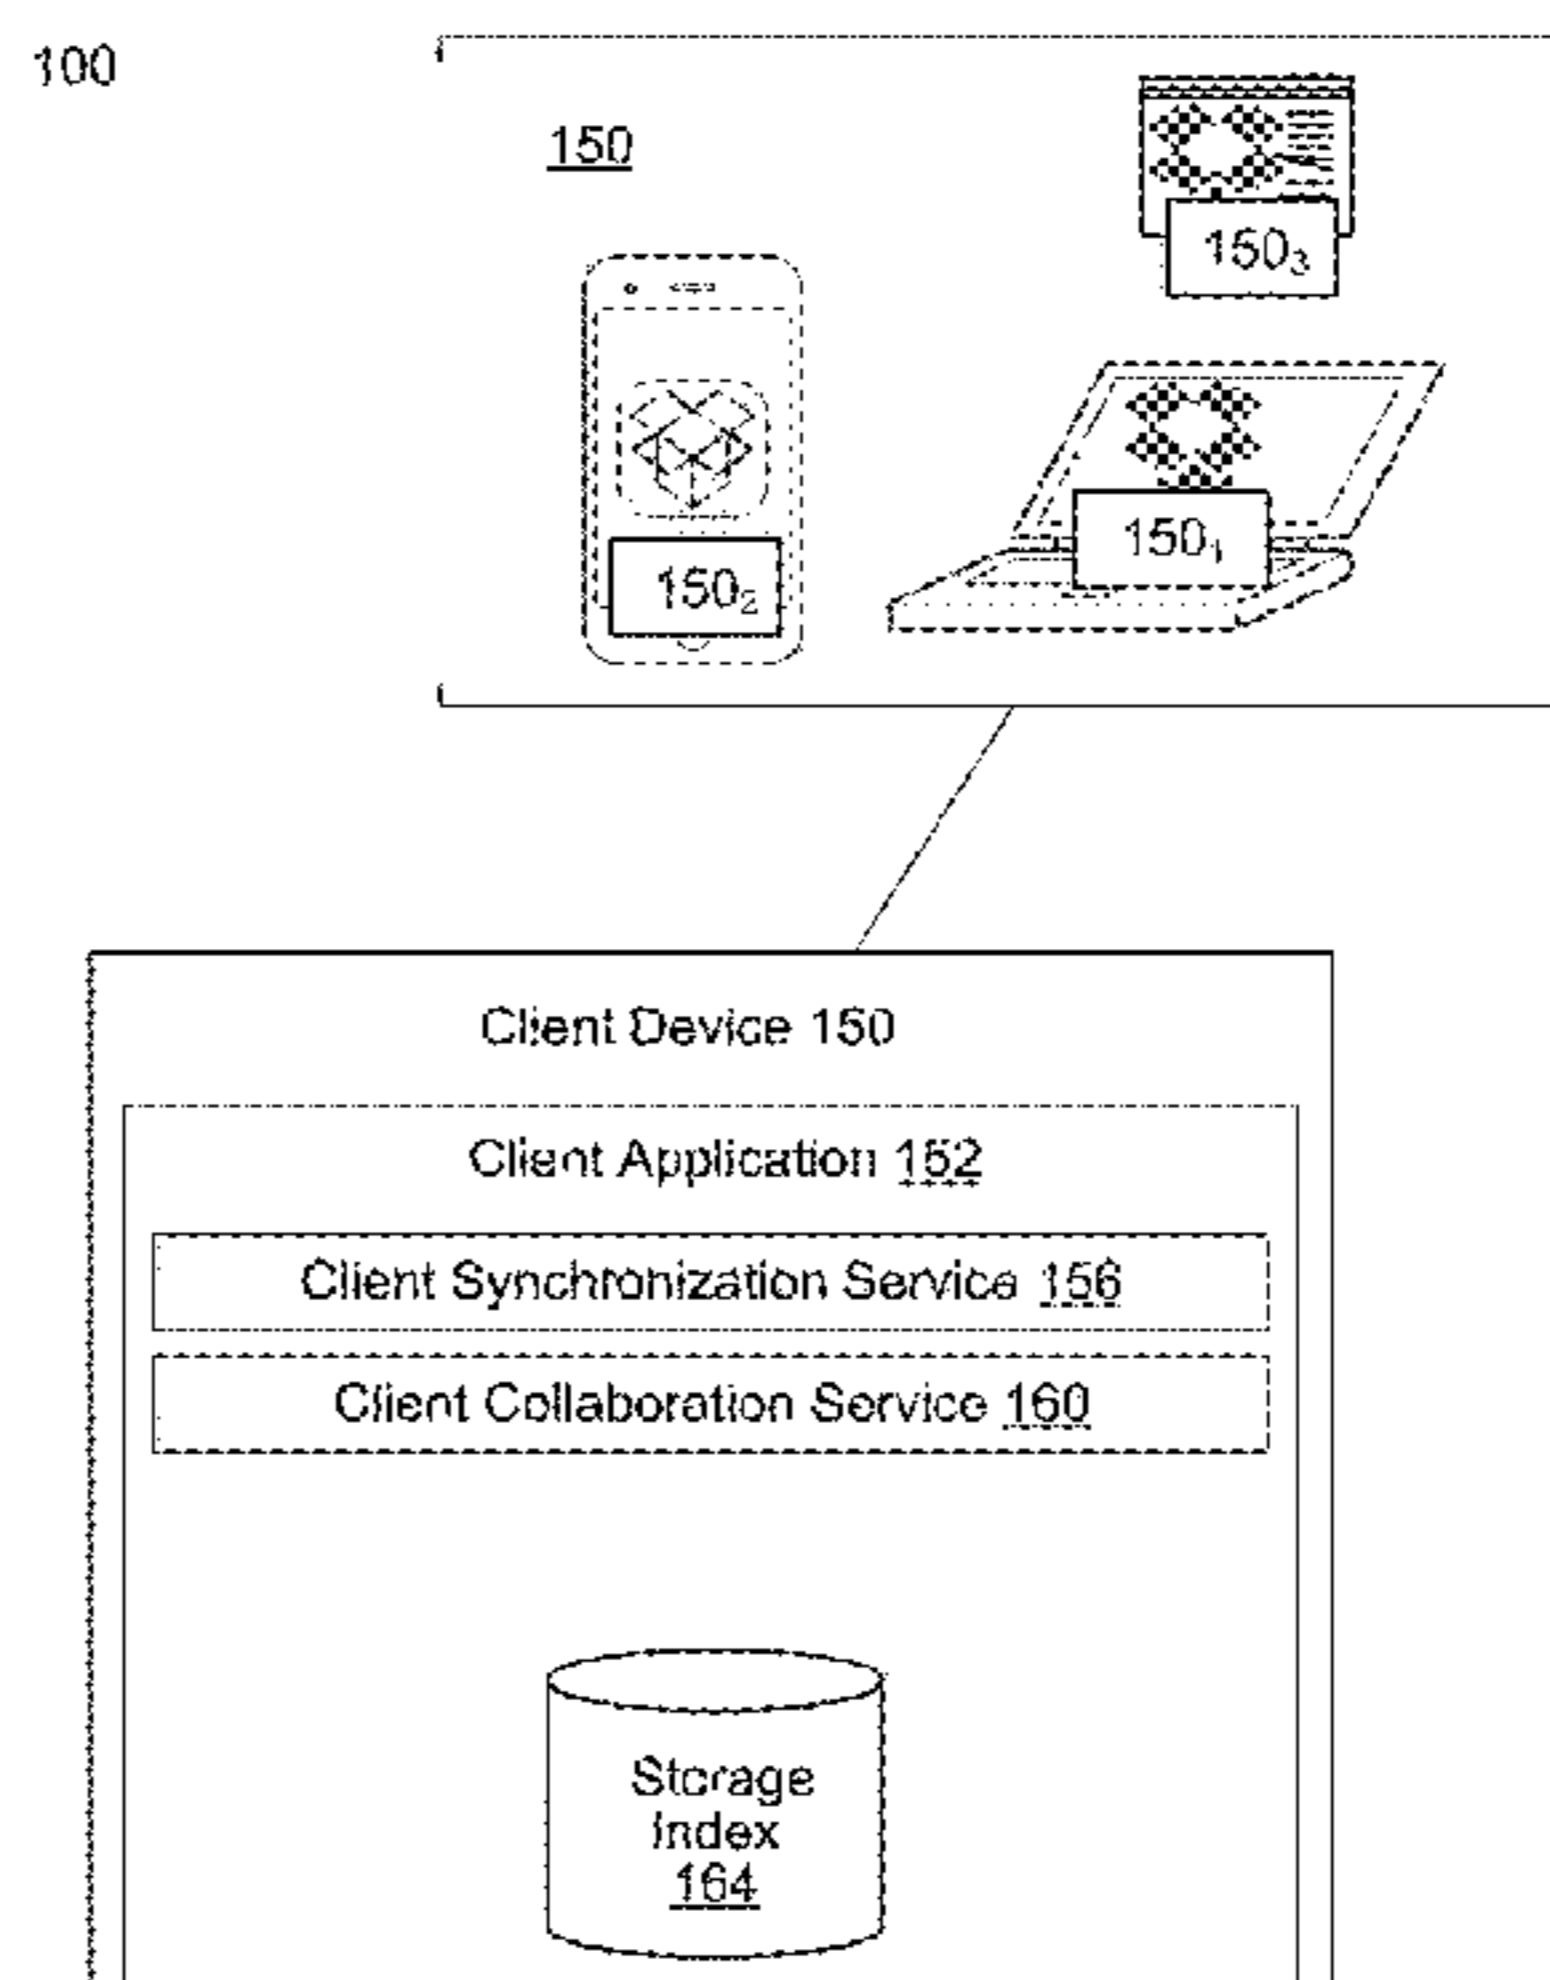 100
150
150₃
150₁
150₂
Client Device 150
Client Application 152
Client Synchronization Service 156
Client Collaboration Service 160
Storage
Index
164